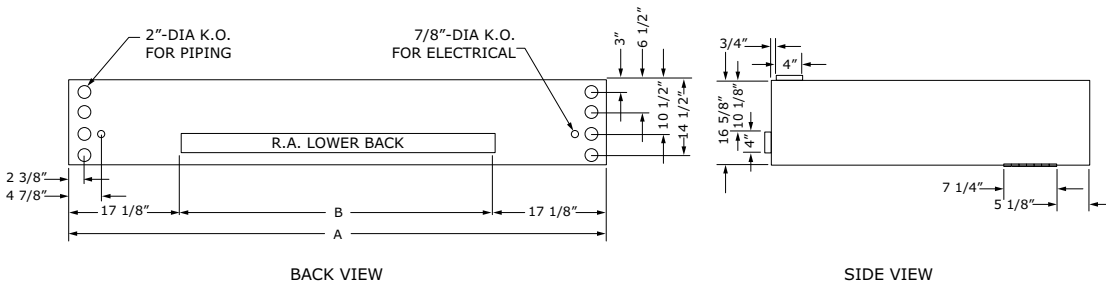 2”-DIA K.O.
FOR PIPING
7/8”-DIA K.O.
FOR ELECTRICAL
3”
6 1/2”
10 1/2”
14 1/2”
R.A. LOWER BACK
2 3/8”
4 7/8”
17 1/8”
B
17 1/8”
A
BACK VIEW
3/4”
4”
16 5/8”
10 1/8”
4”
7 1/4”
5 1/8”
SIDE VIEW